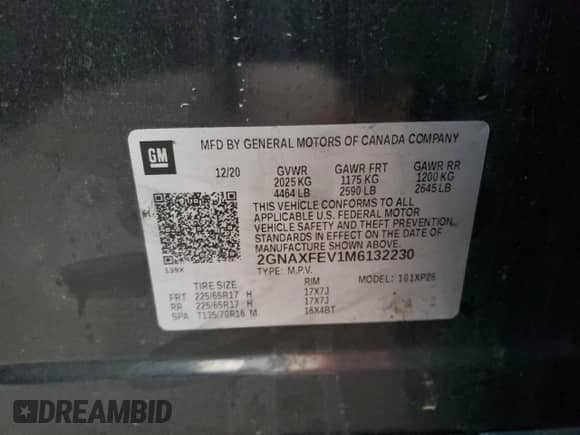 GM
MFD BY GENERAL MOTORS OF CANADA COMPANY
12/20 GVWR GAWR FRT GAWR RR
2025 KG 1175 KG 1200 KG
4464 LB 2590 LB 2645 LB
THIS VEHICLE CONFORMS TO ALL
APPLICABLE U.S. FEDERAL MOTOR
VEHICLE SAFETY AND THEFT PREVENTION
STANDARDS IN EFFECT ON THE DATE OF
MANUFACTURE SHOWN ABOVE.
2GNAXFEV1M6132230
TYPE: M.P.V. MODEL: 1G1XP26
139X
TIRE SIZE RIM
FRT 225/65R17 H 17X7J
RR 225/65R17 H 17X7J
SPA T135/70R16 M 16X4BT
DREAMBID